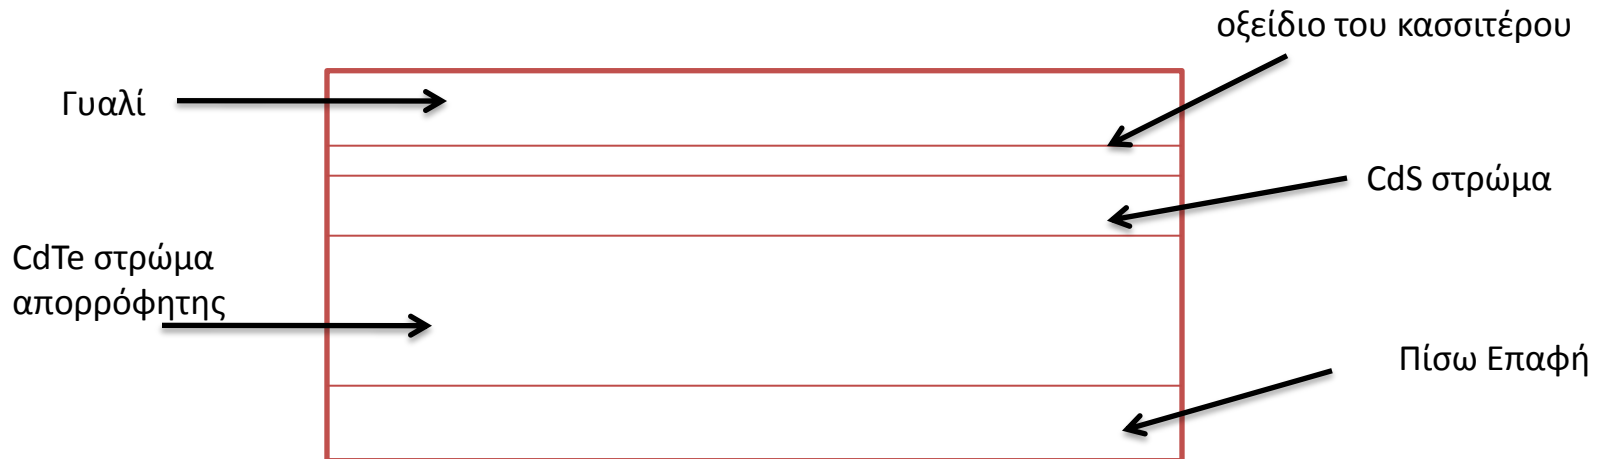 οξείδιο του κασσιτέρου
Γυαλί
CdS στρώμα
CdTe στρώμα
απορρόφητης
Πίσω Επαφή